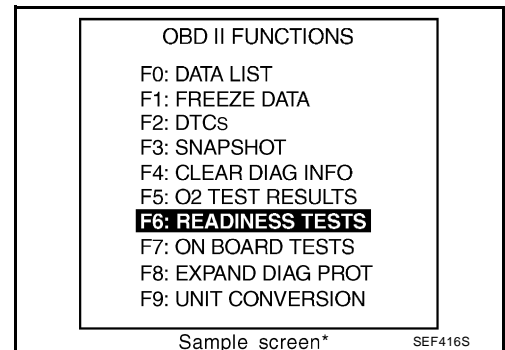 OBD II FUNCTIONS
F0: DATA LIST
F1: FREEZE DATA
F2: DTCs
F3: SNAPSHOT
F4: CLEAR DIAG INFO
F5: O2 TEST RESULTS
F6: READINESS TESTS
F7: ON BOARD TESTS
F8: EXPAND DIAG PROT
F9: UNIT CONVERSION
Sample screen* SEF416S